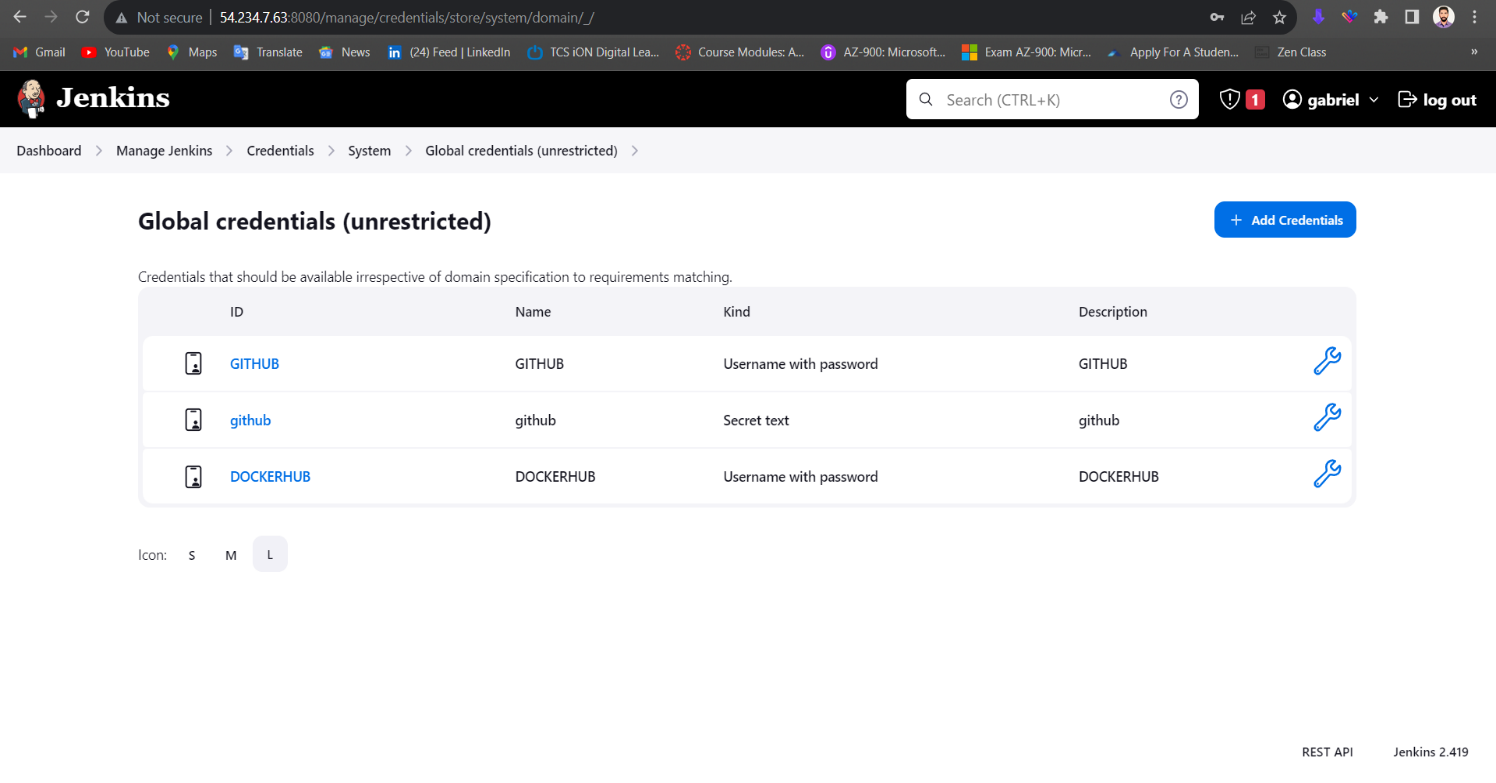 Not secure | 54.234.7.63:8080/manage/credentials/store/system/domain/_/
Gmail YouTube Maps Translate News (24) Feed | LinkedIn TCS iON Digital Lea... Course Modules: A... AZ-900: Microsoft... Exam AZ-900: Micr... Apply For A Studen... Zen Class »
Jenkins Search (CTRL+K) ? 1 gabriel log out
Dashboard Manage Jenkins Credentials System Global credentials (unrestricted)
Global credentials (unrestricted) + Add Credentials
Credentials that should be available irrespective of domain specification to requirements matching.
ID Name Kind Description
GITHUB GITHUB Username with password GITHUB
github github Secret text github
DOCKERHUB DOCKERHUB Username with password DOCKERHUB
Icon: S M L
REST API Jenkins 2.419